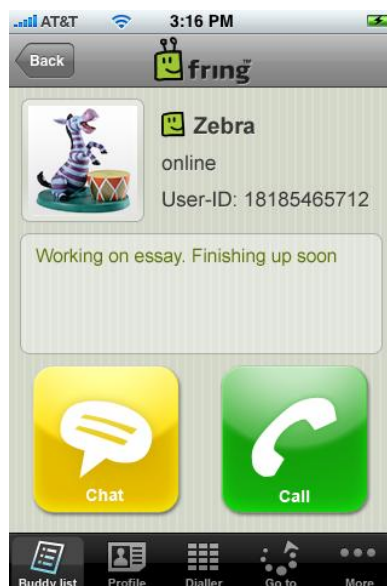 AT&T 3:16 PM
Back fring™
Zebra
online
User-ID: 18185465712
Working on essay. Finishing up soon
Chat Call
Buddy list Profile Dialler Go to More